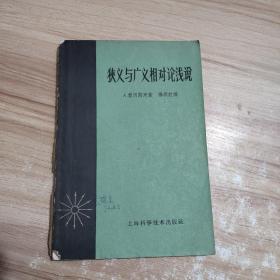 狭义与广义相对论浅说
A.爱因斯坦著 杨润殷译
上海科学技术出版社